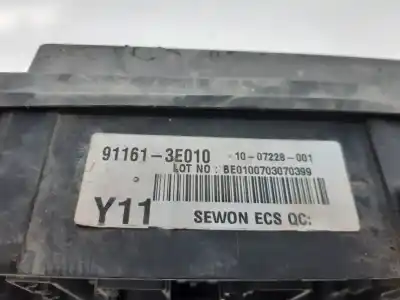 91161-3E010 10-07228-001
LOT NO : BE0100703070399
Y11 SEWON ECS QC: